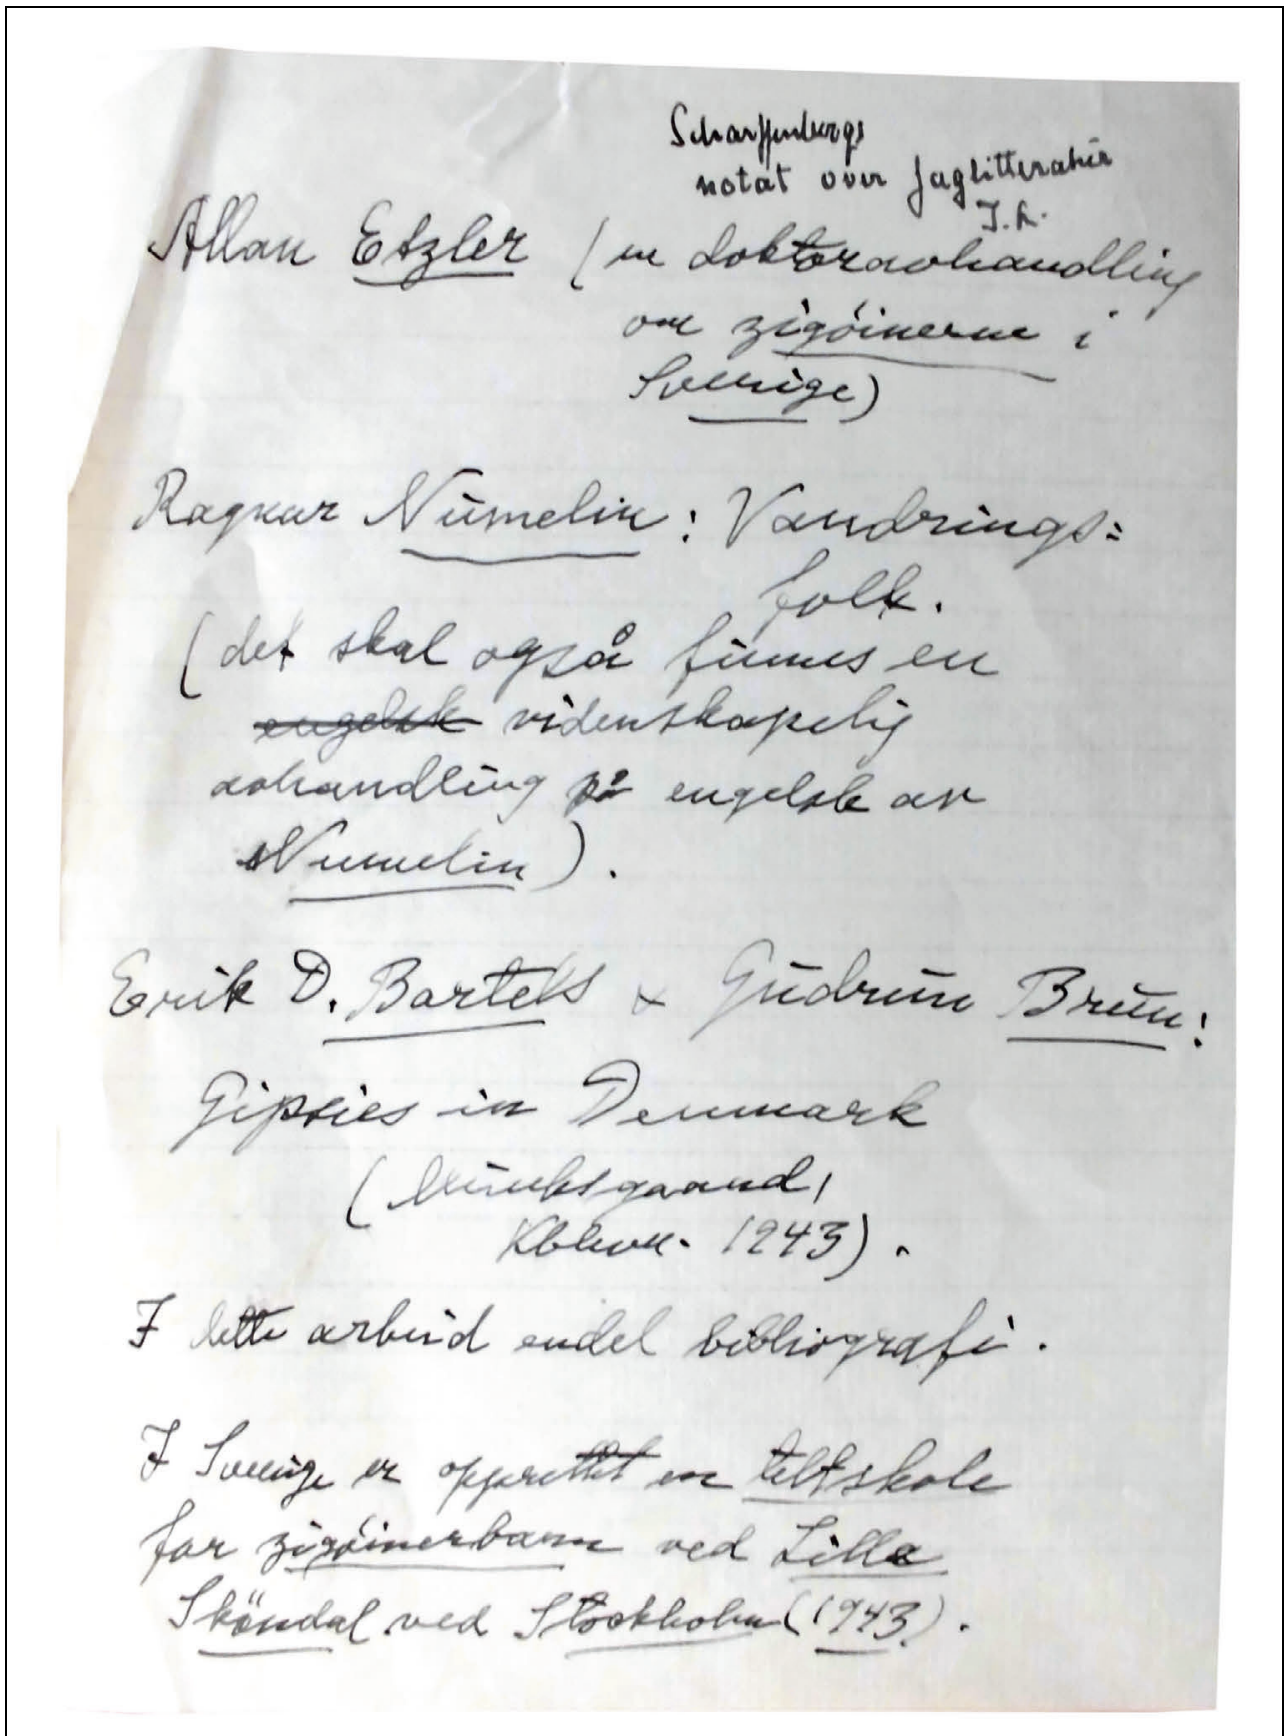 Scharffenbergs
notat over faglitteratur
J.L.
Allan Etzler (en doktoravhandling
om zigøinerne i
Sverige)
Ragnar Numelin: Vandrings=
folk.
(det skal også finnes en
engelsk videnskapelig
avhandling på engelsk av
Numelin).
Erik D. Bartels & Gudrun Brun:
Gipsies in Denmark
(Munksgaard,
Kbhvn. 1943).
I dette arbeid endel bibliografi.
I Sverige er opprettet en teltskole
for zigøinerbarn ved Lilla
Sköndal ved Stockholm (1943).